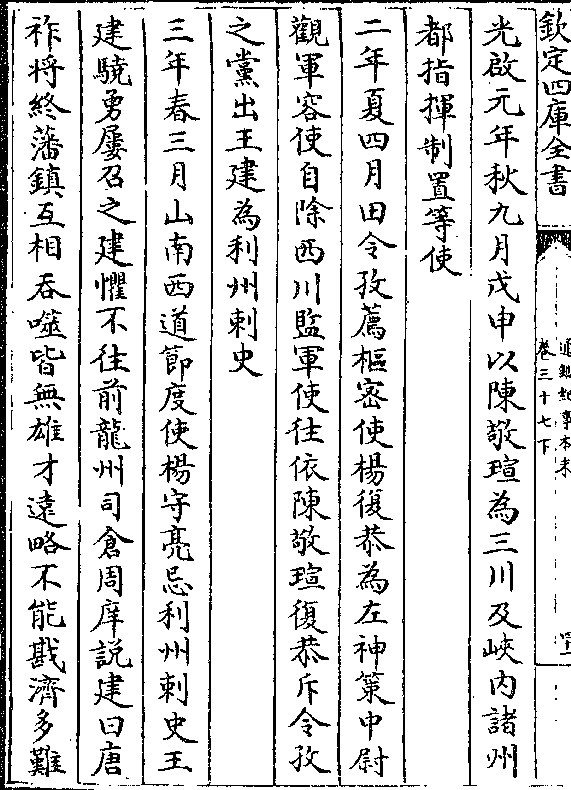 欽定四庫全書
通鑑紀事本末
卷三十七下
光啟元年秋九月戊申以陳敬瑄為三川及峽內諸州
都指揮制置等使
二年夏四月田令孜薦樞密使楊復恭為左神策中尉
觀軍容使自除西川監軍使往依陳敬瑄復恭斥令孜
之黨出王建為利州刺史
三年春三月山南西道節度使楊守亮忌利州刺史王
建驍勇屢召之建懼不往前龍州司倉周庠說建曰唐
祚將終藩鎮互相吞噬皆無雄才遠略不能戡濟多難